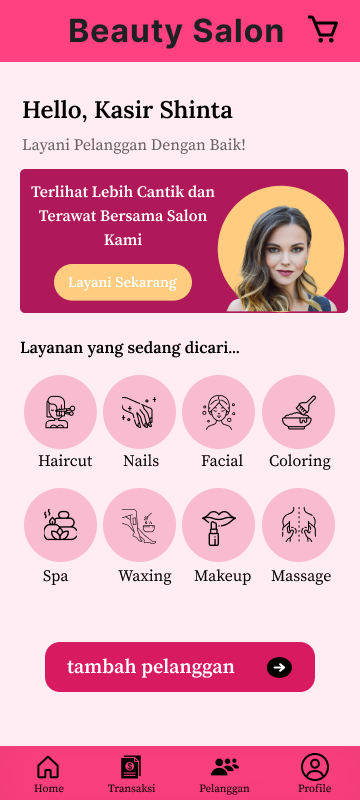 Beauty Salon
Hello, Kasir Shinta
Layani Pelanggan Dengan Baik!
Terlihat Lebih Cantik dan
Terawat Bersama Salon
Kami
Layani Sekarang
Layanan yang sedang dicari...
Haircut Nails Facial Coloring
Spa Waxing Makeup Massage
tambah pelanggan
Home Transaksi Pelanggan Profile